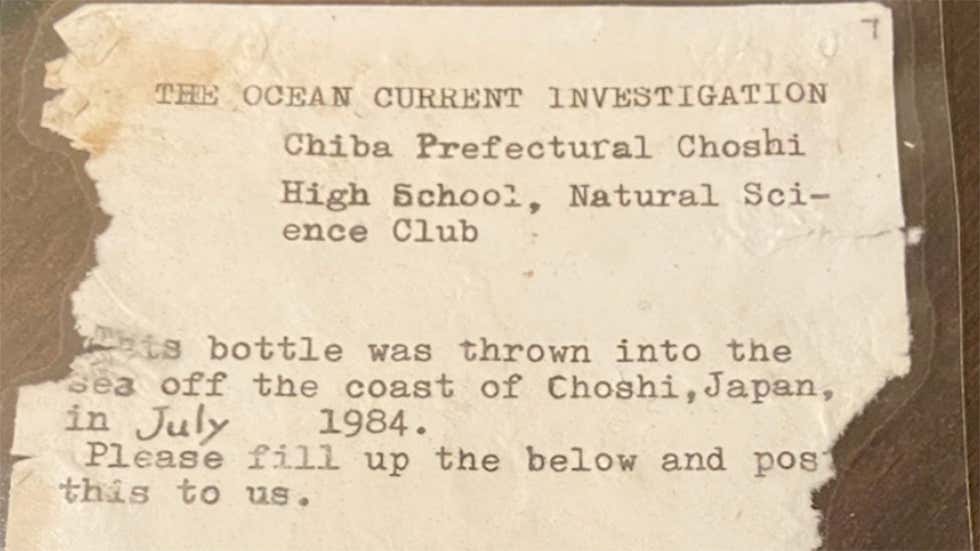 THE OCEAN CURRENT INVESTIGATION
Chiba Prefectural Choshi
High School, Natural Sci-
ence Club
This bottle was thrown into the
sea off the coast of Choshi,Japan,
in July 1984.
Please fill up the below and pos
this to us.